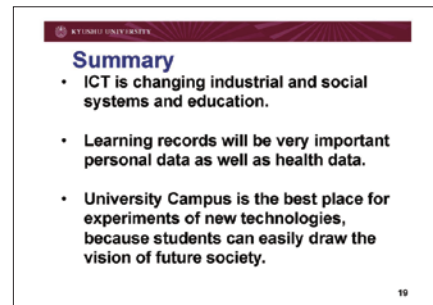 KYUSHU UNIVERSITY
Summary
• ICT is changing industrial and social
systems and education.
• Learning records will be very important
personal data as well as health data.
• University Campus is the best place for
experiments of new technologies,
because students can easily draw the
vision of future society.
19